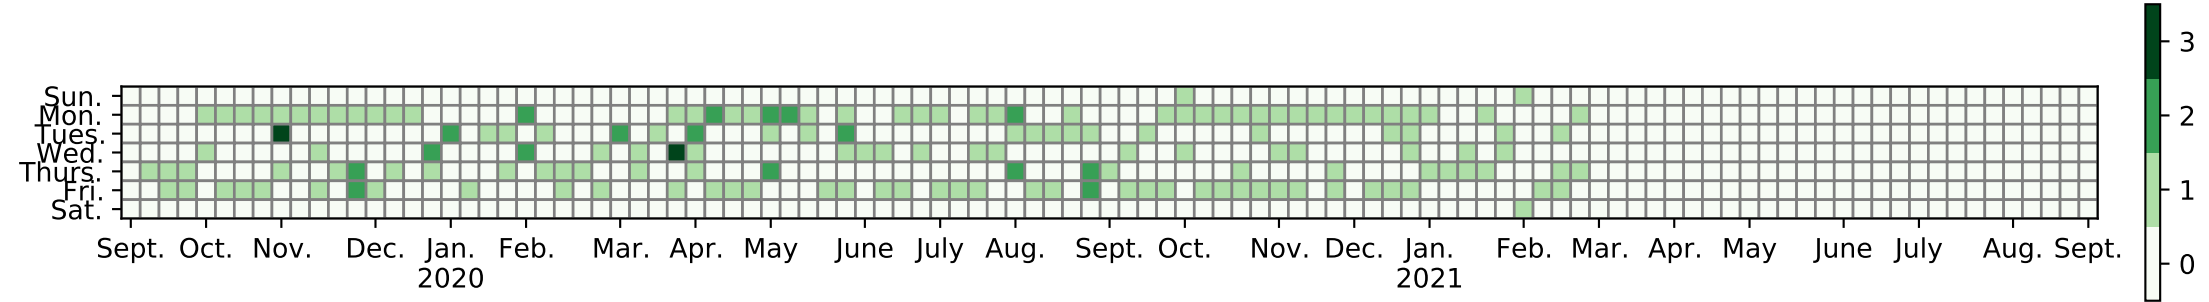 Sun.
Mon.
Tues.
Wed.
Thurs.
Fri.
Sat.
Sept. Oct. Nov. Dec. Jan. Feb. Mar. Apr. May June July Aug. Sept. Oct. Nov. Dec. Jan. Feb. Mar. Apr. May June July Aug. Sept.
2020 2021
3
2
1
0